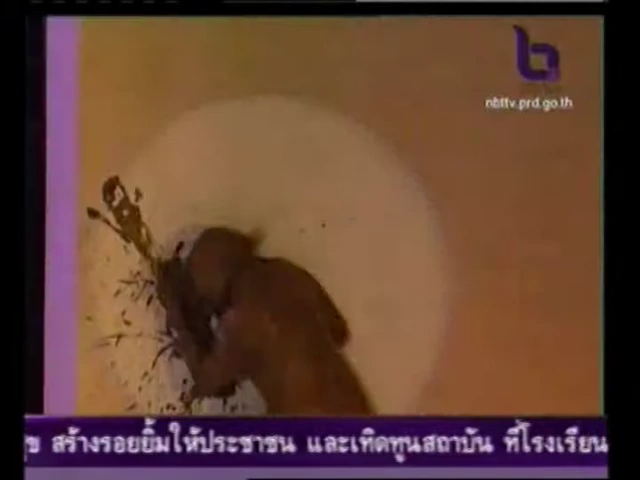 nbttv.prd.go.th
ข สร้างรอยยิ้มให้ประชาชน และเทิดทูนสถาบัน ที่โรงเรียน